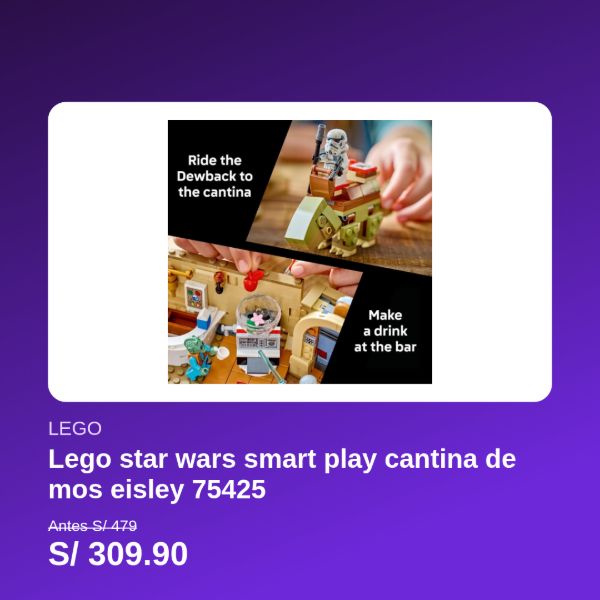 Ride the
Dewback to
the cantina
Make
a drink
at the bar
LEGO
Lego star wars smart play cantina de
mos eisley 75425
Antes S/ 479
S/ 309.90